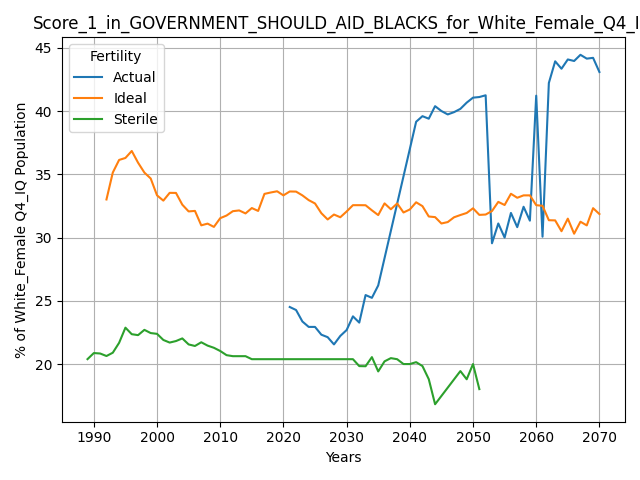 Score_1_in_GOVERNMENT_SHOULD_AID_BLACKS_for_White_Female_Q4_I
Fertility
Actual
Ideal
Sterile
% of White_Female Q4_IQ Population
45
40
35
30
25
20
1990 2000 2010 2020 2030 2040 2050 2060 2070
Years